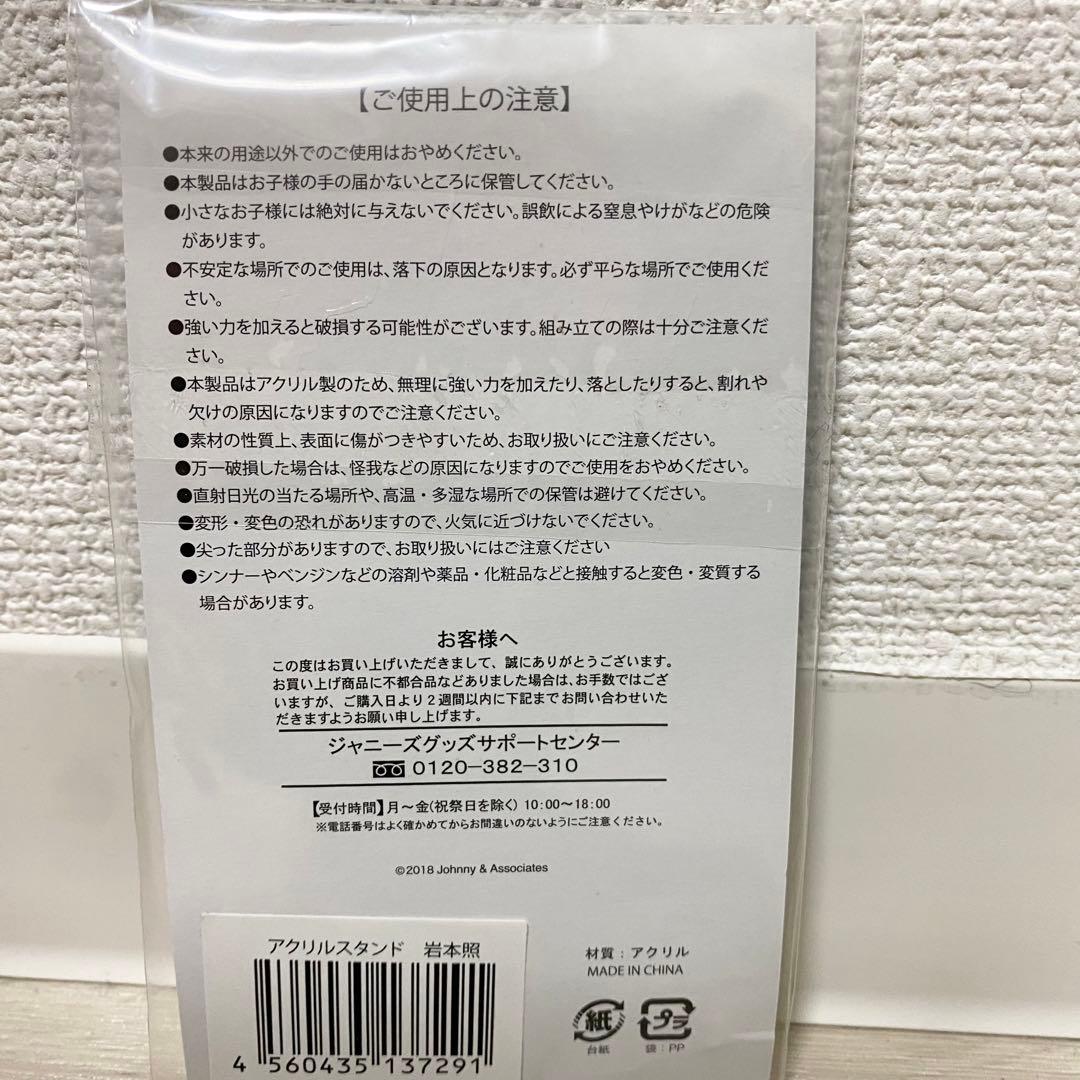 【ご使用上の注意】
●本来の用途以外でのご使用はおやめください。
●本製品はお子様の手の届かないところに保管してください。
●小さなお子様には絶対に与えないでください。誤飲による窒息やけがなどの危険
があります。
●不安定な場所でのご使用は、落下の原因となります。必ず平らな場所でご使用くだ
さい。
●強い力を加えると破損する可能性がございます。組み立ての際は十分ご注意くだ
さい。
●本製品はアクリル製のため、無理に強い力を加えたり、落としたりすると、割れや
欠けの原因になりますのでご注意ください。
●素材の性質上、表面に傷がつきやすいため、お取り扱いにご注意ください。
●万一破損した場合は、怪我などの原因になりますのでご使用をおやめください。
●直射日光の当たる場所や、高温・多湿な場所での保管は避けてください。
●変形・変色の恐れがありますので、火気に近づけないでください。
●尖った部分がありますので、お取り扱いにはご注意ください
●シンナーやベンジンなどの溶剤や薬品・化粧品などと接触すると変色・変質する
場合があります。
お客様へ
この度はお買い上げいただきまして、誠にありがとうございます。
お買い上げ商品に不都合品などありました場合は、お手数ではござ
いますが、ご購入日より2週間以内に下記までお問い合わせいた
だきますようお願い申し上げます。
ジャニーズグッズサポートセンター
0120-382-310
【受付時間】月～金(祝祭日を除く) 10:00～18:00
※電話番号はよく確かめてからお間違いのないようにご注意ください。
©2018 Johnny & Associates
アクリルスタンド 岩本照
4 560435 137291
材質：アクリル
MADE IN CHINA
紙 プラ
台紙 袋：PP